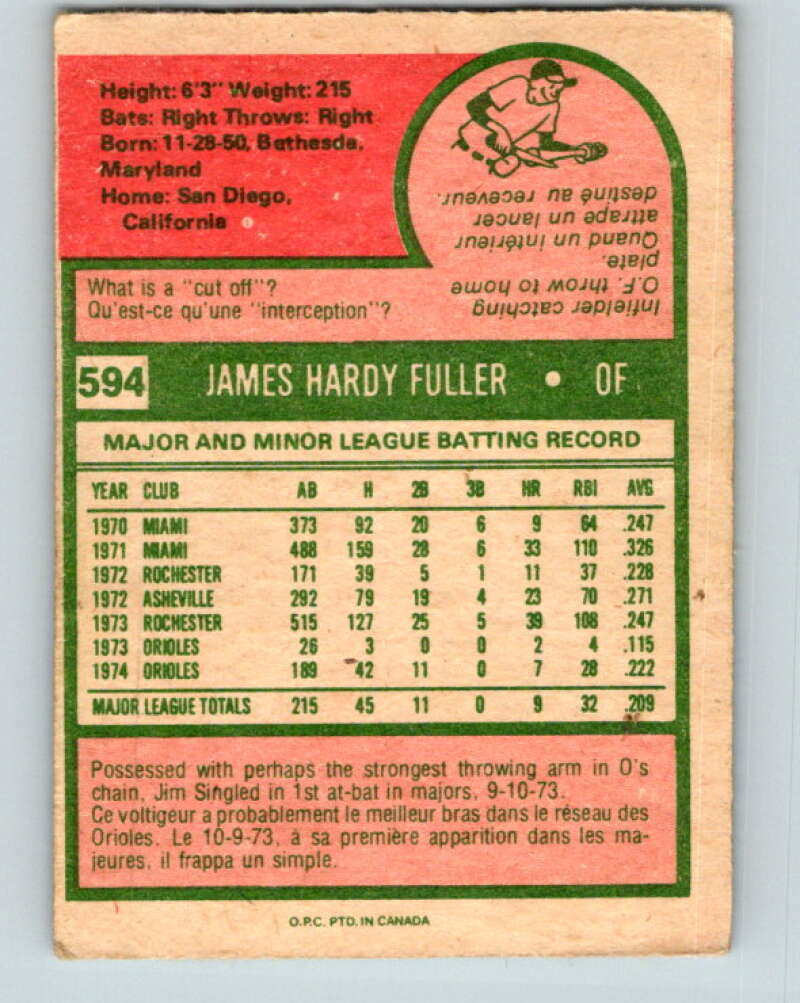 Height: 6'3" Weight: 215
Bats: Right Throws: Right
Born: 11-28-50, Bethesda,
Maryland
Home: San Diego,
California
What is a "cut off"?
Qu'est-ce qu'une "interception"?
Infielder catching
O.F. throw to home
plate.
Quand un intérieur
attrape un lancer
destiné au receveur.
594 JAMES HARDY FULLER • OF
MAJOR AND MINOR LEAGUE BATTING RECORD
YEAR CLUB AB H 2B 3B HR RBI AVG
1970 MIAMI 373 92 20 6 9 64 .247
1971 MIAMI 488 159 28 6 33 110 .326
1972 ROCHESTER 171 39 5 1 11 37 .228
1972 ASHEVILLE 292 79 19 4 23 70 .271
1973 ROCHESTER 515 127 25 5 39 108 .247
1973 ORIOLES 26 3 0 0 2 4 .115
1974 ORIOLES 189 42 11 0 7 28 .222
MAJOR LEAGUE TOTALS 215 45 11 0 9 32 .209
Possessed with perhaps the strongest throwing arm in O's
chain, Jim Singled in 1st at-bat in majors, 9-10-73.
Ce voltigeur a probablement le meilleur bras dans le réseau des
Orioles. Le 10-9-73, à sa première apparition dans les ma-
jeures, il frappa un simple.
O.P.C. PTD. IN CANADA